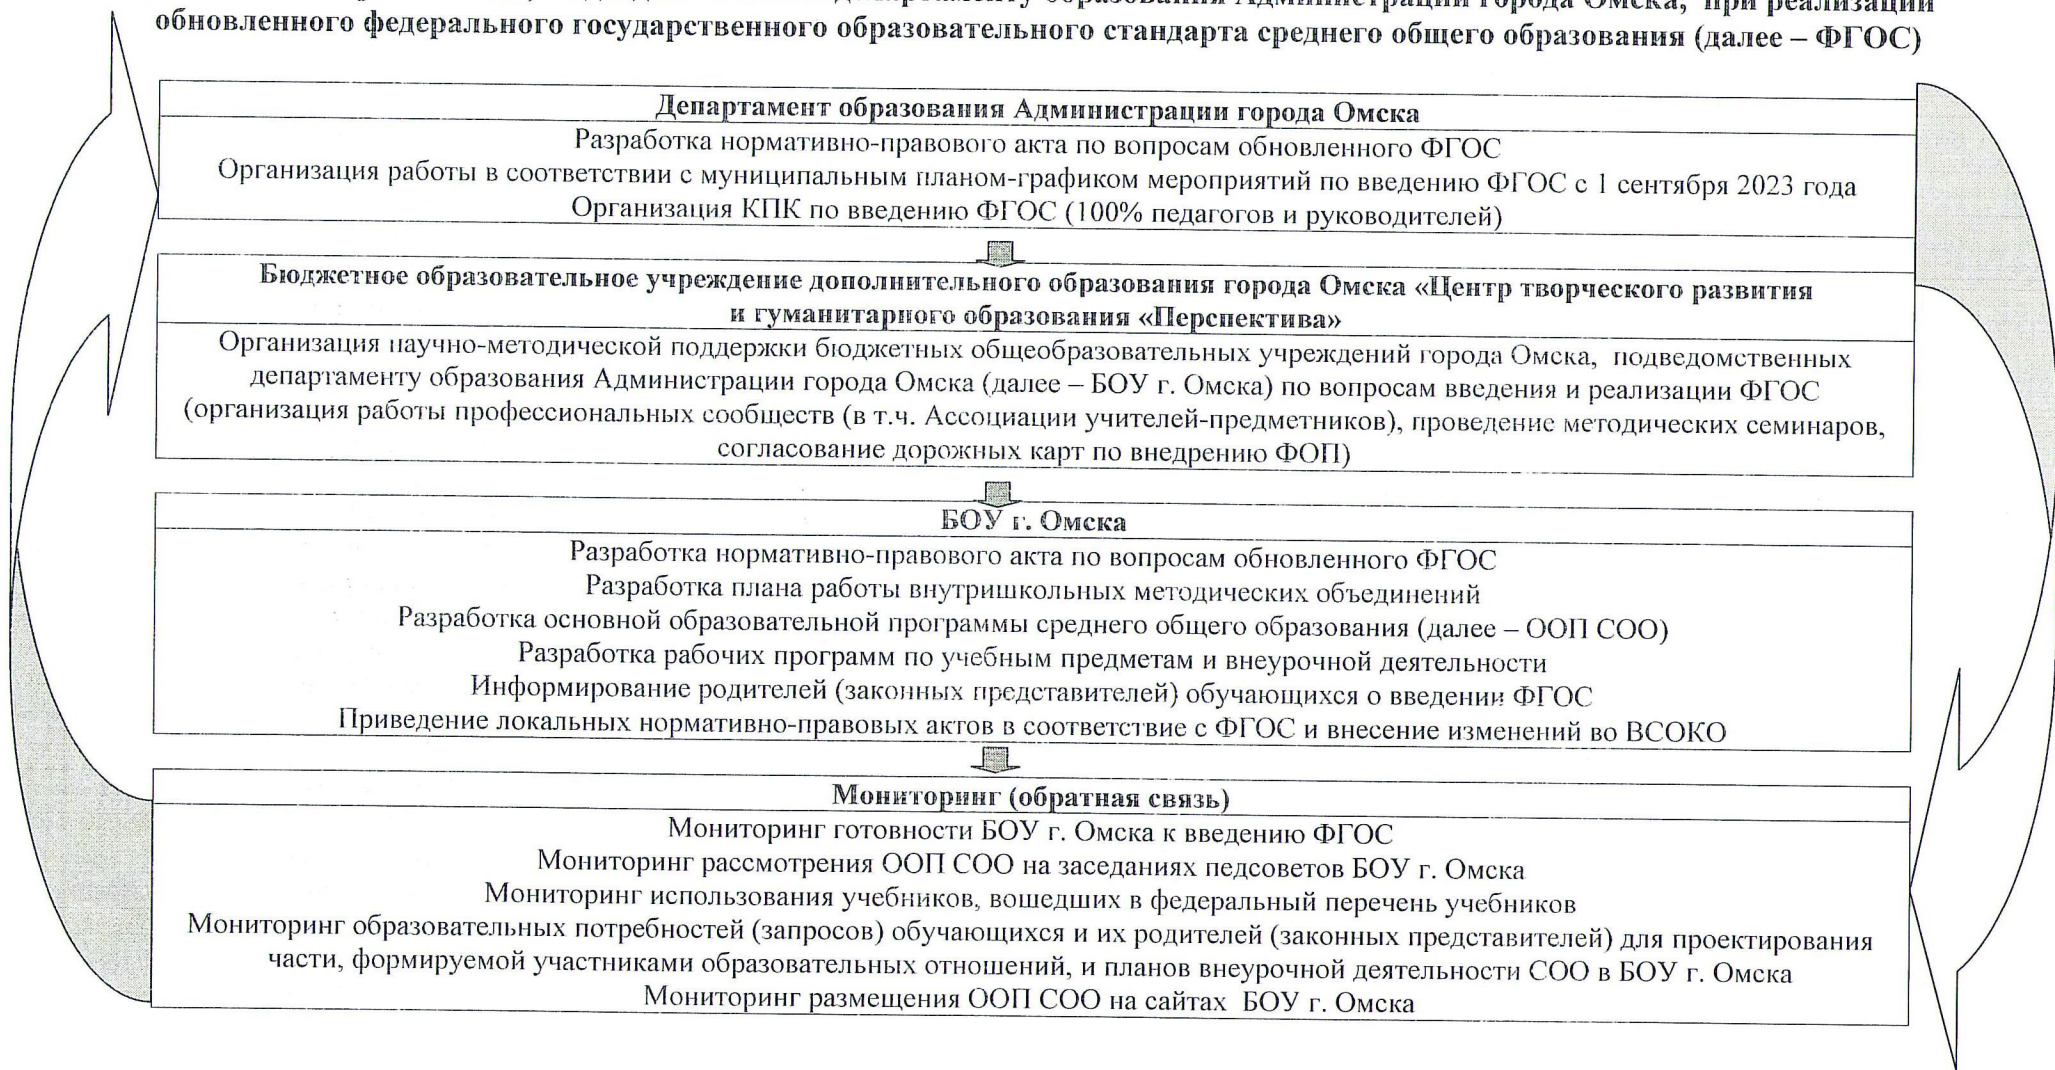 департаменту образования Администрации города Омска, при реализации
обновленного федерального государственного образовательного стандарта среднего общего образования (далее – ФГОС)
Департамент образования Администрации города Омска
Разработка нормативно-правового акта по вопросам обновленного ФГОС
Организация работы в соответствии с муниципальным планом-графиком мероприятий по введению ФГОС с 1 сентября 2023 года
Организация КПК по введению ФГОС (100% педагогов и руководителей)
Бюджетное образовательное учреждение дополнительного образования города Омска «Центр творческого развития
и гуманитарного образования «Перспектива»
Организация научно-методической поддержки бюджетных общеобразовательных учреждений города Омска, подведомственных
департаменту образования Администрации города Омска (далее – БОУ г. Омска) по вопросам введения и реализации ФГОС
(организация работы профессиональных сообществ (в т.ч. Ассоциации учителей-предметников), проведение методических семинаров,
согласование дорожных карт по внедрению ФОП)
БОУ г. Омска
Разработка нормативно-правового акта по вопросам обновленного ФГОС
Разработка плана работы внутришкольных методических объединений
Разработка основной образовательной программы среднего общего образования (далее – ООП СОО)
Разработка рабочих программ по учебным предметам и внеурочной деятельности
Информирование родителей (законных представителей) обучающихся о введении ФГОС
Приведение локальных нормативно-правовых актов в соответствие с ФГОС и внесение изменений во ВСОКО
Мониторинг (обратная связь)
Мониторинг готовности БОУ г. Омска к введению ФГОС
Мониторинг рассмотрения ООП СОО на заседаниях педсоветов БОУ г. Омска
Мониторинг использования учебников, вошедших в федеральный перечень учебников
Мониторинг образовательных потребностей (запросов) обучающихся и их родителей (законных представителей) для проектирования
части, формируемой участниками образовательных отношений, и планов внеурочной деятельности СОО в БОУ г. Омска
Мониторинг размещения ООП СОО на сайтах БОУ г. Омска